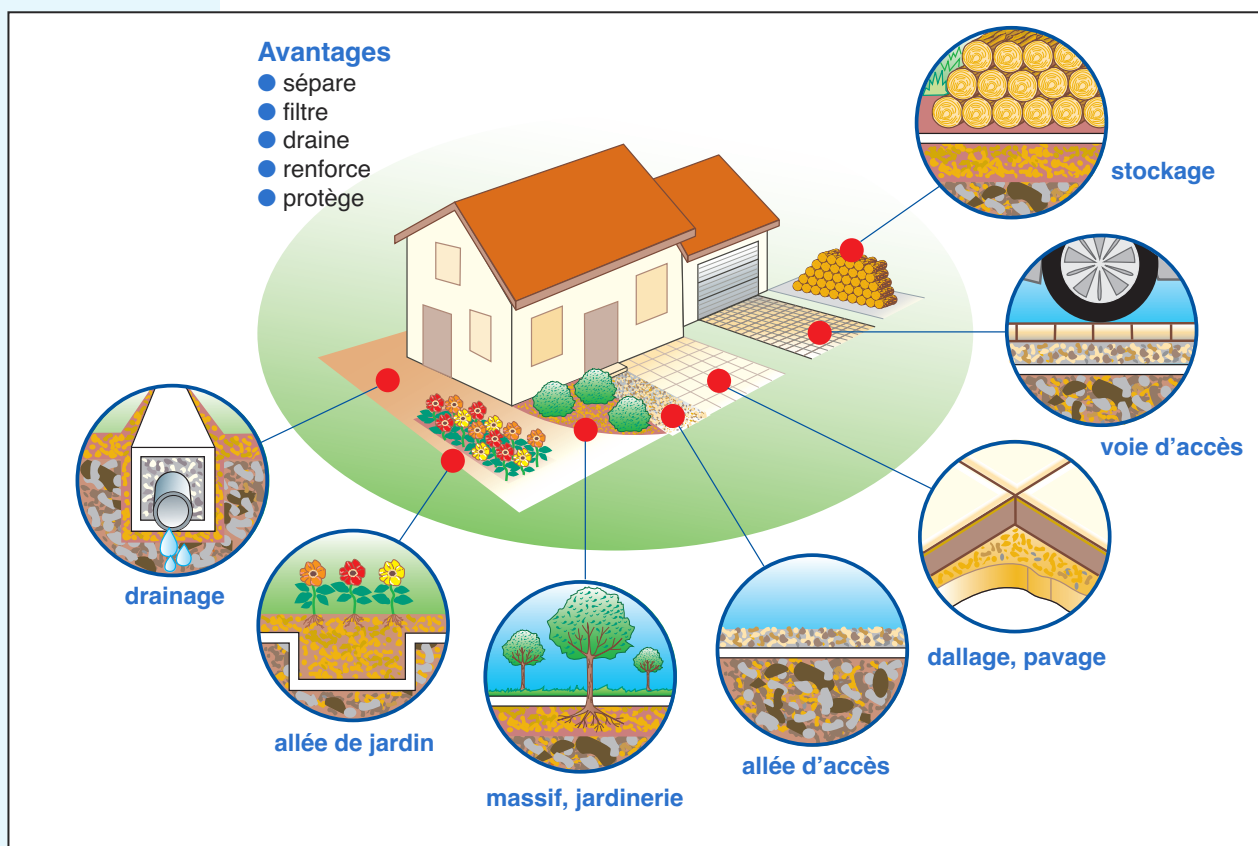 Avantages
● sépare
● filtre
● draine
● renforce
● protège
stockage
voie d’accès
drainage
dallage, pavage
allée de jardin
allée d’accès
massif, jardinerie